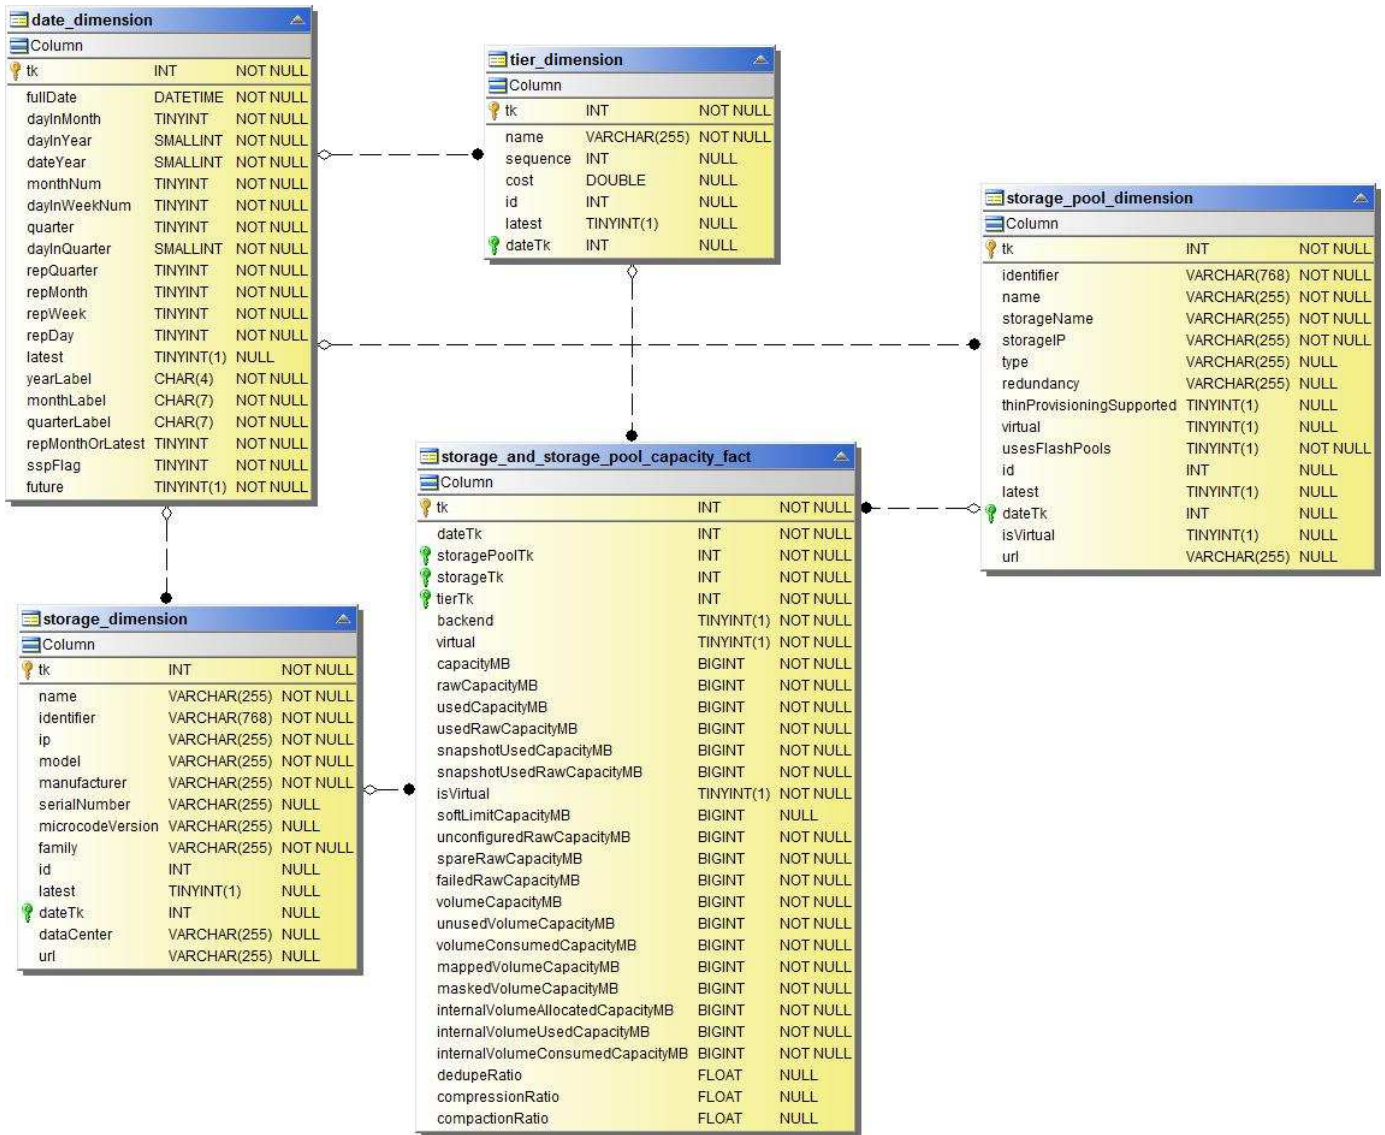 date_dimension
Column
tk INT NOT NULL
fullDate DATETIME NOT NULL
dayInMonth TINYINT NOT NULL
dayInYear SMALLINT NOT NULL
dateYear SMALLINT NOT NULL
monthNum TINYINT NOT NULL
dayInWeekNum TINYINT NOT NULL
quarter TINYINT NOT NULL
dayInQuarter SMALLINT NOT NULL
repQuarter TINYINT NOT NULL
repMonth TINYINT NOT NULL
repWeek TINYINT NOT NULL
repDay TINYINT NOT NULL
latest TINYINT(1) NULL
yearLabel CHAR(4) NOT NULL
monthLabel CHAR(7) NOT NULL
quarterLabel CHAR(7) NOT NULL
repMonthOrLatest TINYINT NOT NULL
sspFlag TINYINT NOT NULL
future TINYINT(1) NOT NULL
tier_dimension
Column
tk INT NOT NULL
name VARCHAR(255) NOT NULL
sequence INT NULL
cost DOUBLE NULL
id INT NULL
latest TINYINT(1) NULL
dateTk INT NULL
storage_pool_dimension
Column
tk INT NOT NULL
identifier VARCHAR(768) NOT NULL
name VARCHAR(255) NOT NULL
storageName VARCHAR(255) NOT NULL
storageIP VARCHAR(255) NOT NULL
type VARCHAR(255) NULL
redundancy VARCHAR(255) NULL
thinProvisioningSupported TINYINT(1) NULL
virtual TINYINT(1) NULL
usesFlashPools TINYINT(1) NOT NULL
id INT NULL
latest TINYINT(1) NULL
dateTk INT NULL
isVirtual TINYINT(1) NULL
url VARCHAR(255) NULL
storage_and_storage_pool_capacity_fact
Column
tk INT NOT NULL
dateTk INT NOT NULL
storagePoolTk INT NOT NULL
storageTk INT NOT NULL
tierTk INT NOT NULL
backend TINYINT(1) NOT NULL
virtual TINYINT(1) NOT NULL
capacityMB BIGINT NOT NULL
rawCapacityMB BIGINT NOT NULL
usedCapacityMB BIGINT NOT NULL
usedRawCapacityMB BIGINT NOT NULL
snapshotUsedCapacityMB BIGINT NOT NULL
snapshotUsedRawCapacityMB BIGINT NOT NULL
isVirtual TINYINT(1) NOT NULL
softLimitCapacityMB BIGINT NULL
unconfiguredRawCapacityMB BIGINT NOT NULL
spareRawCapacityMB BIGINT NOT NULL
failedRawCapacityMB BIGINT NOT NULL
volumeCapacityMB BIGINT NOT NULL
unusedVolumeCapacityMB BIGINT NOT NULL
volumeConsumedCapacityMB BIGINT NOT NULL
mappedVolumeCapacityMB BIGINT NOT NULL
maskedVolumeCapacityMB BIGINT NOT NULL
internalVolumeAllocatedCapacityMB BIGINT NOT NULL
internalVolumeUsedCapacityMB BIGINT NOT NULL
internalVolumeConsumedCapacityMB BIGINT NOT NULL
dedupeRatio FLOAT NULL
compressionRatio FLOAT NULL
compactionRatio FLOAT NULL
storage_dimension
Column
tk INT NOT NULL
name VARCHAR(255) NOT NULL
identifier VARCHAR(768) NOT NULL
ip VARCHAR(255) NOT NULL
model VARCHAR(255) NOT NULL
manufacturer VARCHAR(255) NOT NULL
serialNumber VARCHAR(255) NULL
microcodeVersion VARCHAR(255) NULL
family VARCHAR(255) NOT NULL
id INT NULL
latest TINYINT(1) NULL
dateTk INT NULL
dataCenter VARCHAR(255) NULL
url VARCHAR(255) NULL